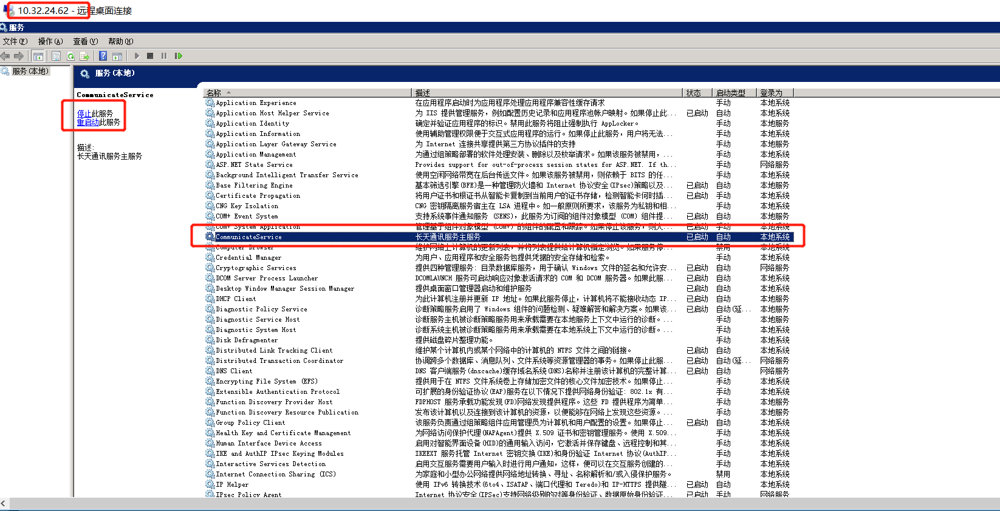 10.32.24.62 - 远程桌面连接
服务
文件(F) 操作(A) 查看(V) 帮助(H)
服务(本地)
服务(本地)
CommunicateService
停止此服务
重启动此服务
描述:
长天通讯服务主服务
名称 描述 状态 启动类型 登录为
Application Experience 在应用程序启动时为应用程序处理应用程序兼容性缓存请求 手动 本地系统
Application Host Helper Service 为 IIS 提供管理服务，例如配置历史记录和应用程序池帐户映射。如果停止此... 已启动 自动 本地系统
Application Identity 确定并验证应用程序的标识。禁用此服务将阻止强制执行 AppLocker。 手动 本地服务
Application Information 使用辅助管理权限便于交互式应用程序的运行。如果停止此服务，用户将无法... 手动 本地系统
Application Layer Gateway Service 为 Internet 连接共享提供第三方协议插件的支持 手动 本地服务
Application Management 为通过组策略部署的软件处理安装、删除以及枚举请求。如果该服务被禁用，... 手动 本地系统
ASP.NET State Service Provides support for out-of-process session states for ASP.NET. If th... 手动 网络服务
Background Intelligent Transfer Service 使用空闲网络带宽在后台传送文件。如果该服务被禁用，则依赖于 BITS 的任... 手动 本地系统
Base Filtering Engine 基本筛选引擎(BFE)是一种管理防火墙和 Internet 协议安全(IPsec)策略以及... 已启动 自动 本地服务
Certificate Propagation 将用户证书和根证书从智能卡复制到当前用户的证书存储，检测智能卡何时插... 已启动 手动 本地系统
CNG Key Isolation CNG 密钥隔离服务宿主在 LSA 进程中。如一般原则所要求，该服务为私钥和相... 手动 本地系统
COM+ Event System 支持系统事件通知服务 (SENS)，此服务为订阅的组件对象模型 (COM) 组件提... 已启动 自动 本地服务
COM+ System Application 管理基于组件对象模型 (COM+) 的组件的配置和跟踪。如果停止该服务，则大... 手动 本地系统
CommunicateService 长天通讯服务主服务 已启动 自动 本地系统
Computer Browser 维护网络上计算机的更新列表，并将列表提供给计算机指定浏览。如果服务停... 禁用 本地系统
Credential Manager 为用户、应用程序和安全服务包提供凭据的安全存储和检索。 手动 本地系统
Cryptographic Services 提供四种管理服务: 目录数据库服务，用于确认 Windows 文件的签名和允许安... 已启动 自动 网络服务
DCOM Server Process Launcher DCOMLAUNCH 服务可启动响应对象激活请求的 COM 和 DCOM 服务器。如果此服... 已启动 自动 本地系统
Desktop Window Manager Session Manager 提供桌面窗口管理器启动和维护服务 已启动 自动 本地系统
DHCP Client 为此计算机注册并更新 IP 地址。如果此服务停止，计算机将不能接收动态 IP... 已启动 自动 本地服务
Diagnostic Policy Service 诊断策略服务启用了 Windows 组件的问题检测、疑难解答和解决方案。如果该... 已启动 自动(延... 本地服务
Diagnostic Service Host 诊断服务主机被诊断策略服务用来承载需要在本地服务上下文中运行的诊断。... 手动 本地服务
Diagnostic System Host 诊断系统主机被诊断策略服务用来承载需要在本地系统上下文中运行的诊断。... 手动 本地系统
Disk Defragmenter 提供磁盘碎片整理功能。 手动 本地系统
Distributed Link Tracking Client 维护某个计算机内或某个网络中的计算机的 NTFS 文件之间的链接。 已启动 自动 本地系统
Distributed Transaction Coordinator 协调跨多个数据库、消息队列、文件系统等资源管理器的事务。如果停止此服... 已启动 自动(延... 网络服务
DNS Client DNS 客户端服务(dnscache)缓存域名系统(DNS)名称并注册该计算机的完整计算... 已启动 自动 网络服务
Encrypting File System (EFS) 提供用于在 NTFS 文件系统卷上存储加密文件的核心文件加密技术。如果停止... 手动 本地系统
Extensible Authentication Protocol 可扩展的身份验证协议(EAP)服务在以下情况下提供网络身份验证: 802.1x 有... 手动 本地系统
Function Discovery Provider Host FDPHOST 服务承载功能发现(FD)网络发现提供程序。这些 FD 提供程序为简单... 手动 本地服务
Function Discovery Resource Publication 发布该计算机以及连接到该计算机的资源，以便能够在网络上发现这些资源。... 手动 本地服务
Group Policy Client 该服务负责通过组策略组件应用管理员为计算机和用户配置的设置。如果停止... 已启动 自动 本地系统
Health Key and Certificate Management 为网络访问保护代理(NAPAgent)提供 X.509 证书和密钥管理服务。使用 X.509... 手动 本地系统
Human Interface Device Access 启用对智能界面设备(HID)的通用输入访问，它激活并保存键盘、远程控制和其... 手动 本地系统
IKE and AuthIP IPsec Keying Modules IKEEXT 服务托管 Internet 密钥交换(IKE)和身份验证 Internet 协议(AuthIP... 手动 本地系统
Interactive Services Detection 启用交互服务需要用户输入时进行用户通知，这样，便可以在交互服务创建的... 手动 本地系统
Internet Connection Sharing (ICS) 为家庭和小型办公网络提供网络地址转换、寻址、名称解析和/或入侵保护服务。 禁用 本地系统
IP Helper 使用 IPv6 转换技术(6to4、ISATAP、端口代理和 Teredo)和 IP-HTTPS 提供隧... 已启动 自动 本地系统
IPsec Policy Agent Internet 协议安全(IPSec)支持网络级别的对等身份验证、数据原始身份验证... 已启动 手动 网络服务